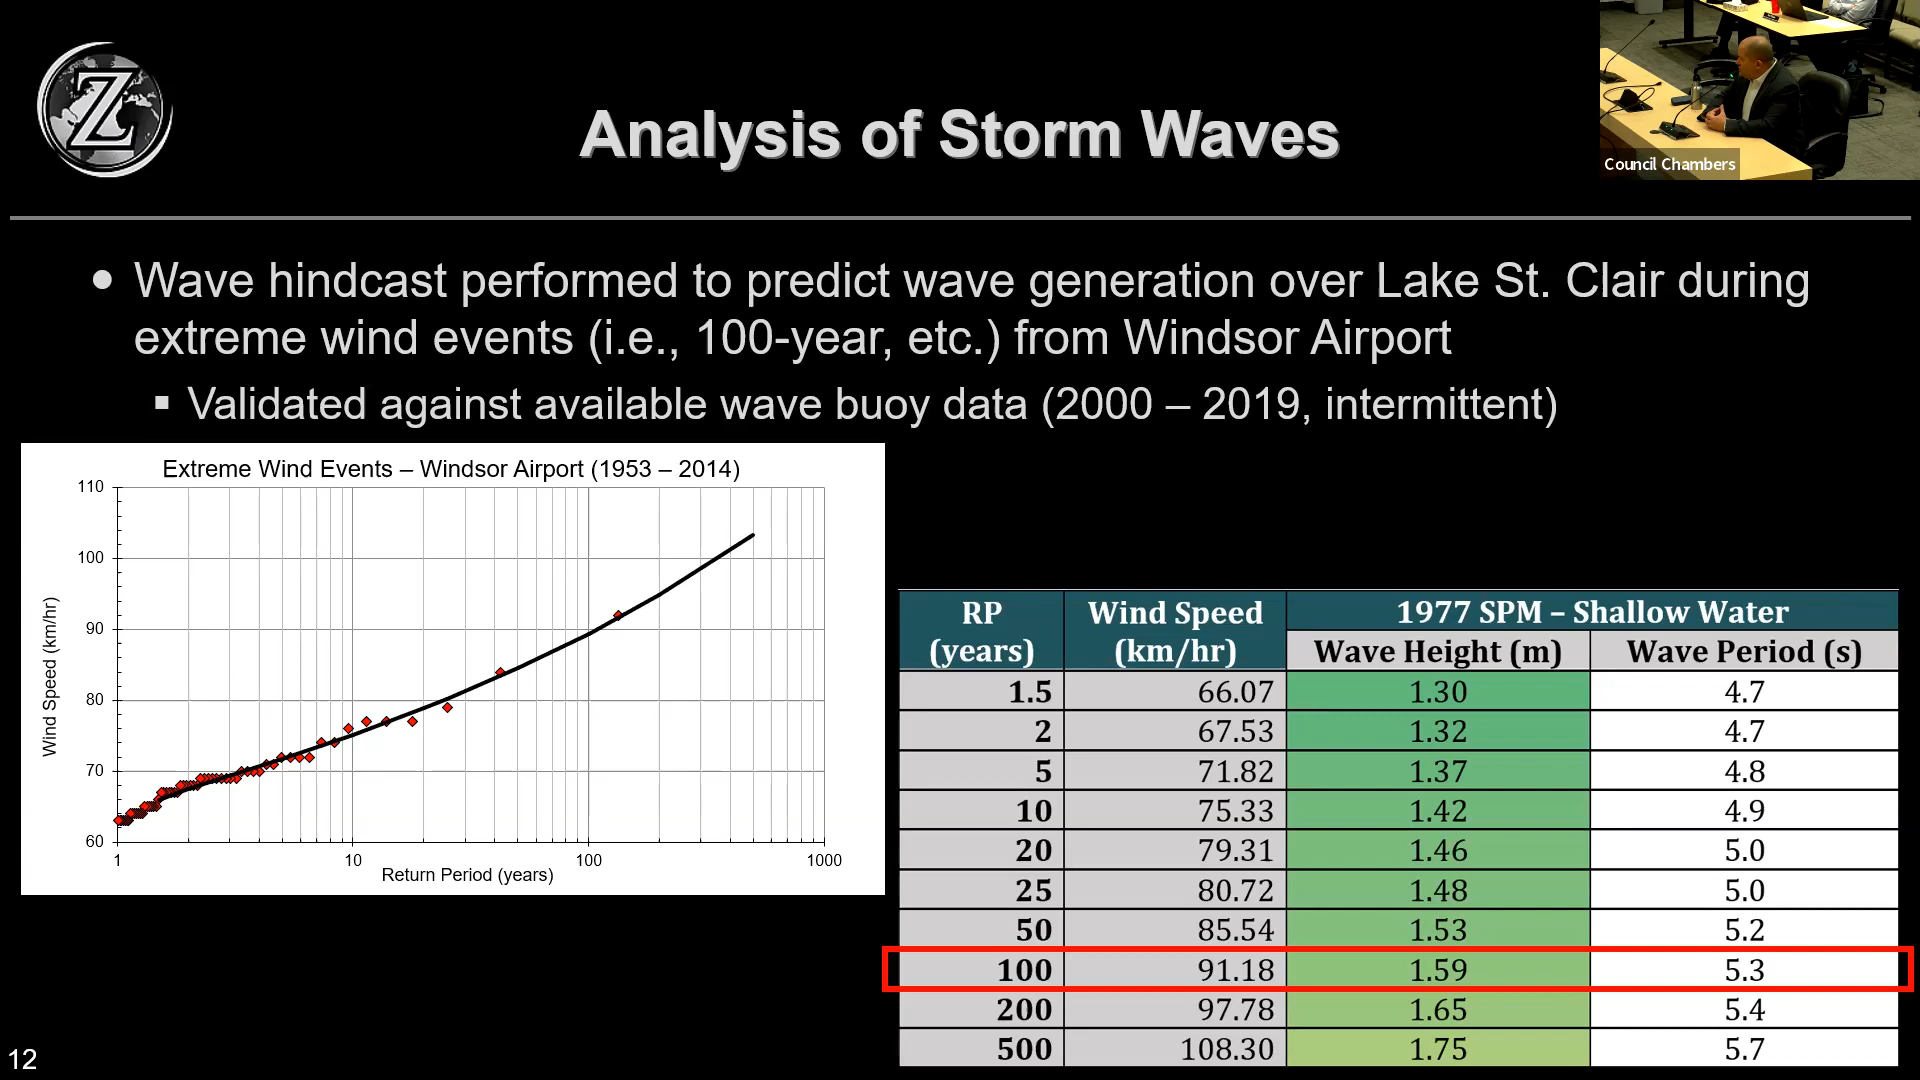 Z
Analysis of Storm Waves
Council Chambers
● Wave hindcast performed to predict wave generation over Lake St. Clair during
extreme wind events (i.e., 100-year, etc.) from Windsor Airport
▪ Validated against available wave buoy data (2000 – 2019, intermittent)
Extreme Wind Events – Windsor Airport (1953 – 2014)
Wind Speed (km/hr)
110
100
90
80
70
60
1 10 100 1000
Return Period (years)
RP (years) Wind Speed (km/hr) 1977 SPM – Shallow Water
Wave Height (m) Wave Period (s)
1.5 66.07 1.30 4.7
2 67.53 1.32 4.7
5 71.82 1.37 4.8
10 75.33 1.42 4.9
20 79.31 1.46 5.0
25 80.72 1.48 5.0
50 85.54 1.53 5.2
100 91.18 1.59 5.3
200 97.78 1.65 5.4
500 108.30 1.75 5.7
12